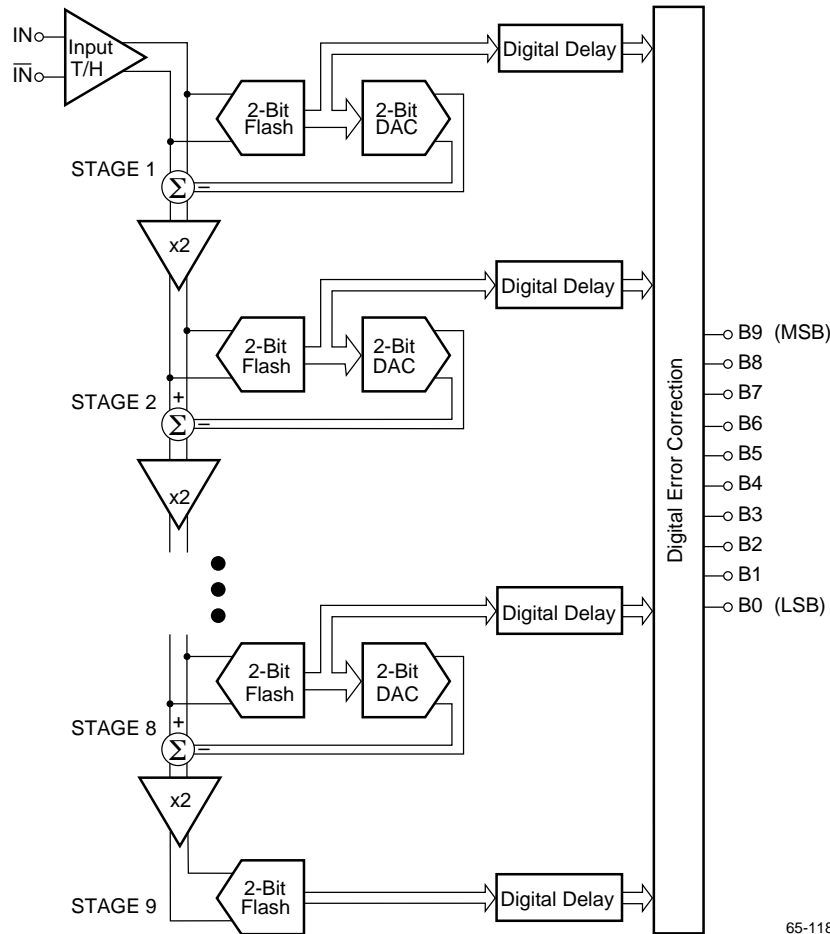 IN
Input
T/H
I̅N̅
2-Bit
Flash
2-Bit
DAC
Digital Delay
STAGE 1
Σ
–
x2
2-Bit
Flash
2-Bit
DAC
Digital Delay
STAGE 2
+
Σ
–
x2
2-Bit
Flash
2-Bit
DAC
Digital Delay
STAGE 8
+
Σ
–
x2
STAGE 9
2-Bit
Flash
Digital Delay
Digital Error Correction
B9 (MSB)
B8
B7
B6
B5
B4
B3
B2
B1
B0 (LSB)
65-118